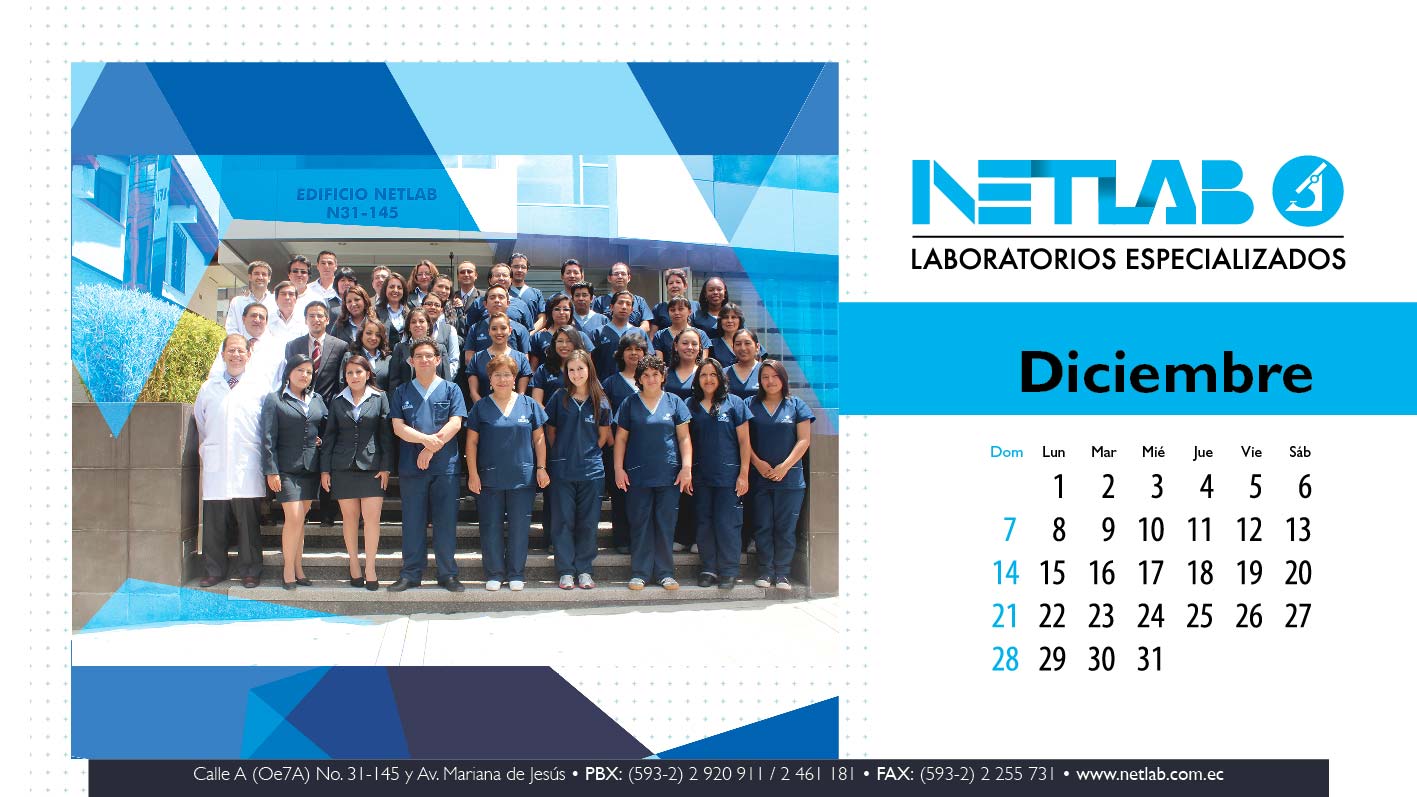 EDIFICIO NETLAB
N31-145
NETLAB
LABORATORIOS ESPECIALIZADOS
Diciembre
Dom Lun Mar Mié Jue Vie Sáb
1 2 3 4 5 6
7 8 9 10 11 12 13
14 15 16 17 18 19 20
21 22 23 24 25 26 27
28 29 30 31
Calle A (Oe7A) No. 31-145 y Av. Mariana de Jesús • PBX: (593-2) 2 920 911 / 2 461 181 • FAX: (593-2) 2 255 731 • www.netlab.com.ec